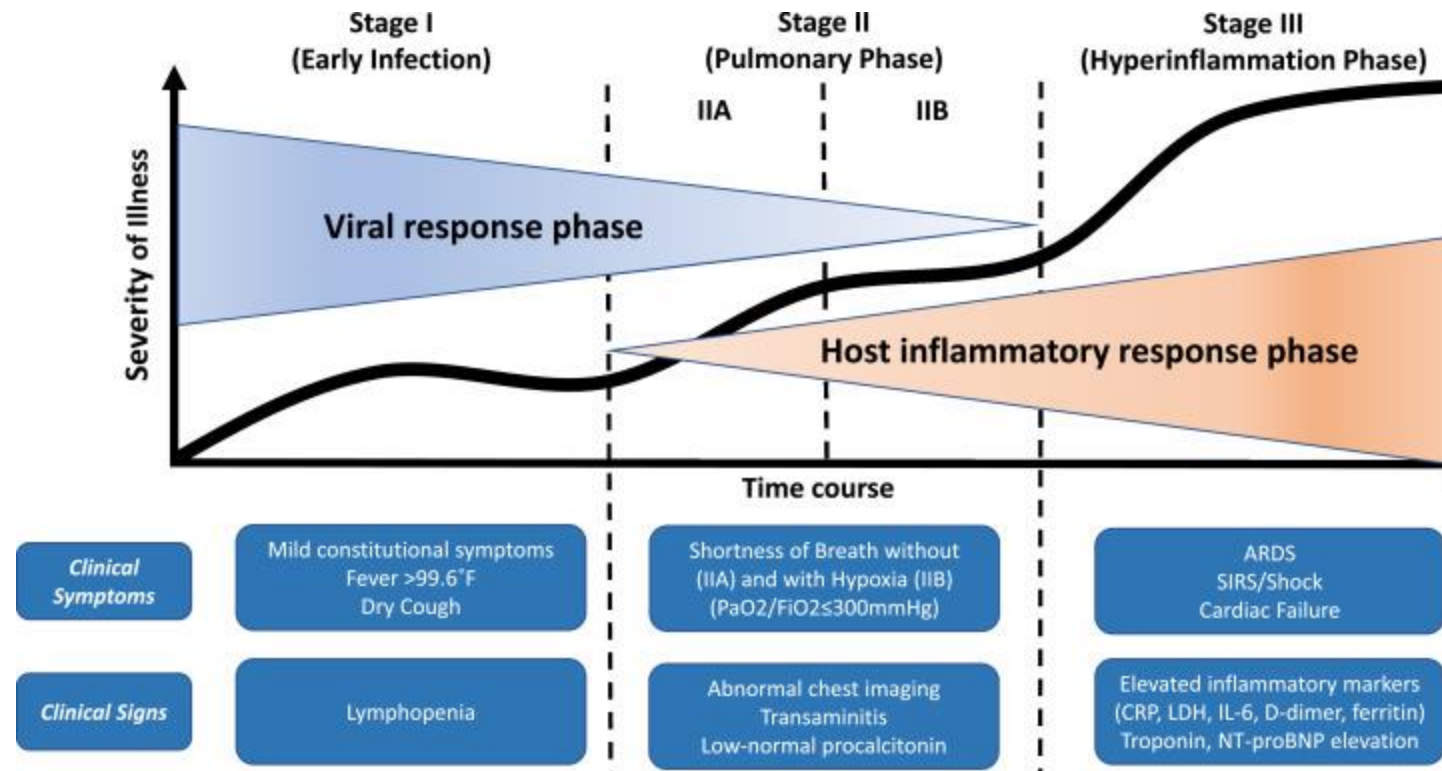 Stage I
(Early Infection)
Stage II
(Pulmonary Phase)
Stage III
(Hyperinflammation Phase)
IIA
IIB
Severity of Illness
Viral response phase
Host inflammatory response phase
Time course
Clinical
Symptoms
Mild constitutional symptoms
Fever >99.6°F
Dry Cough
Shortness of Breath without
(IIA) and with Hypoxia (IIB)
(PaO2/FiO2≤300mmHg)
ARDS
SIRS/Shock
Cardiac Failure
Clinical Signs
Lymphopenia
Abnormal chest imaging
Transaminitis
Low-normal procalcitonin
Elevated inflammatory markers
(CRP, LDH, IL-6, D-dimer, ferritin)
Troponin, NT-proBNP elevation